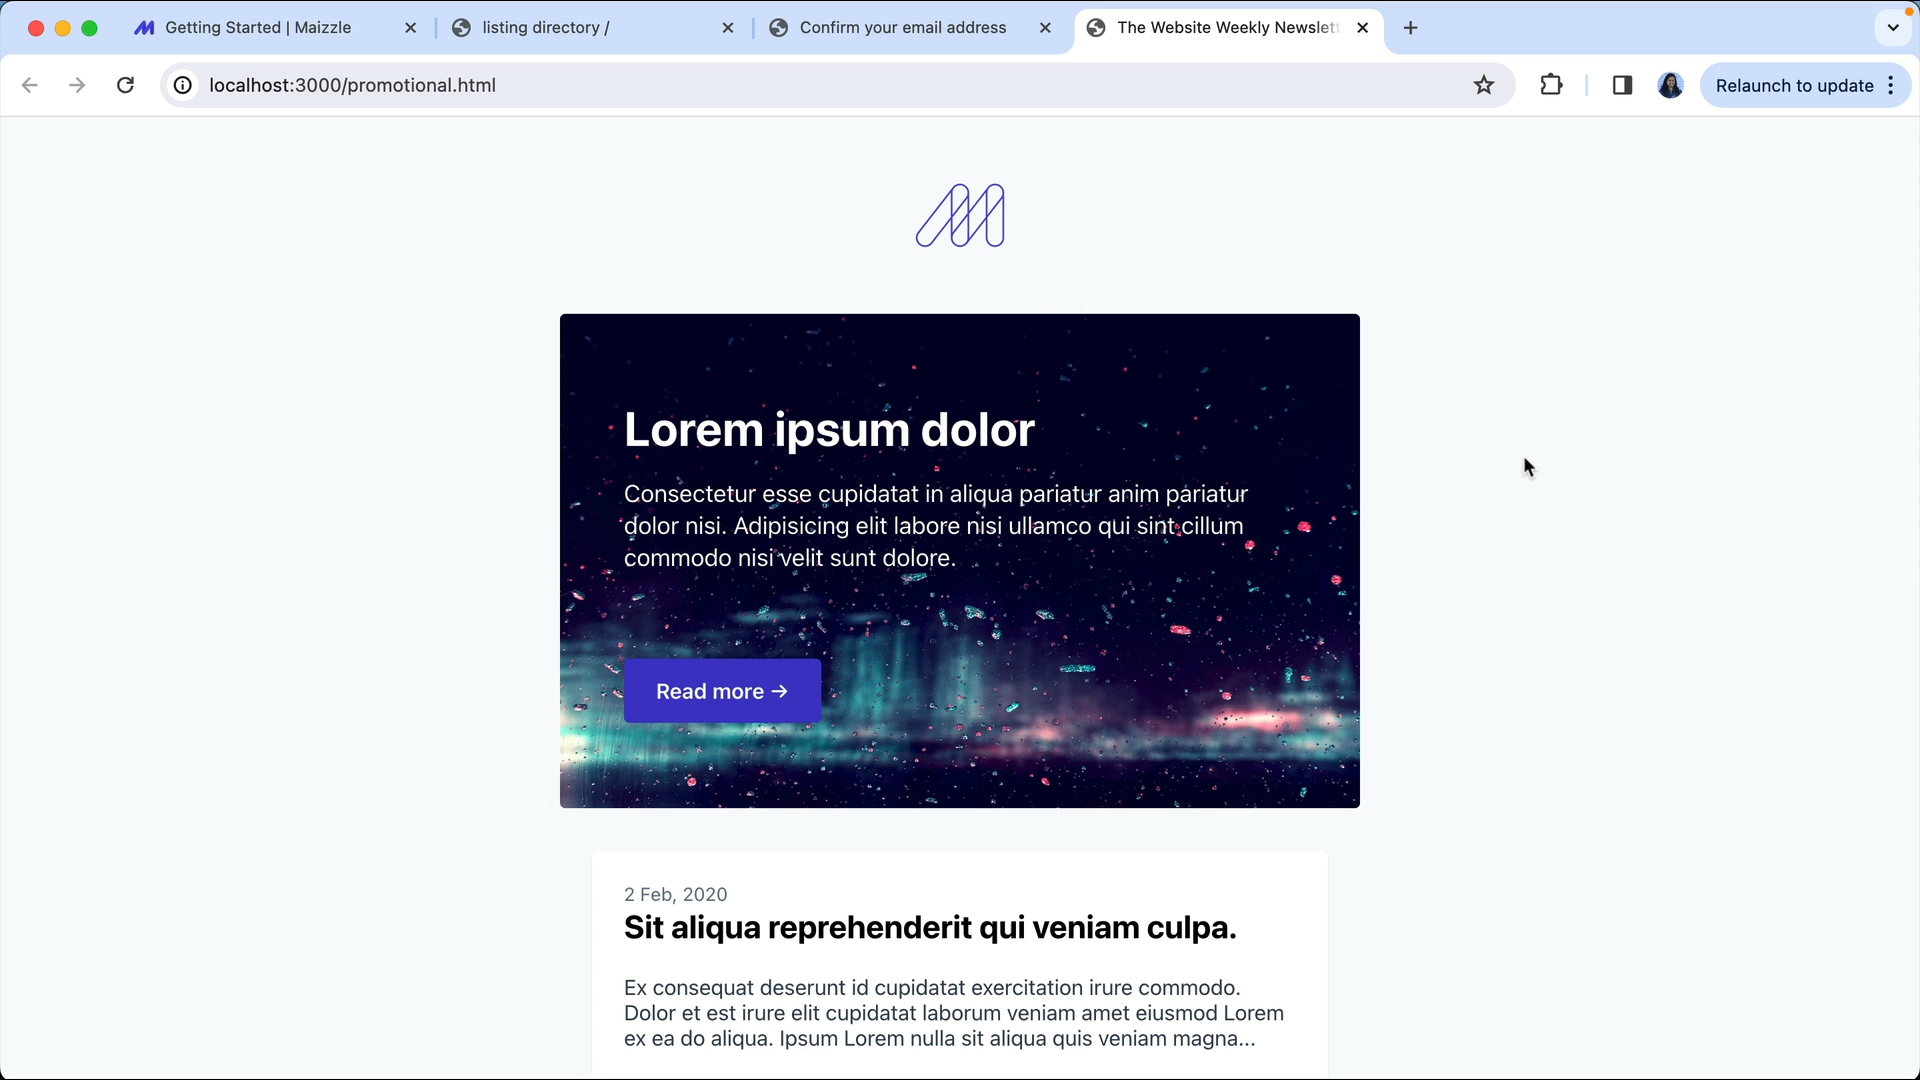 Getting Started | Maizzle
listing directory /
Confirm your email address
The Website Weekly Newslett
localhost:3000/promotional.html
Relaunch to update
Lorem ipsum dolor
Consectetur esse cupidatat in aliqua pariatur anim pariatur
dolor nisi. Adipisicing elit labore nisi ullamco qui sint cillum
commodo nisi velit sunt dolore.
Read more →
2 Feb, 2020
Sit aliqua reprehenderit qui veniam culpa.
Ex consequat deserunt id cupidatat exercitation irure commodo.
Dolor et est irure elit cupidatat laborum veniam amet eiusmod Lorem
ex ea do aliqua. Ipsum Lorem nulla sit aliqua quis veniam magna...